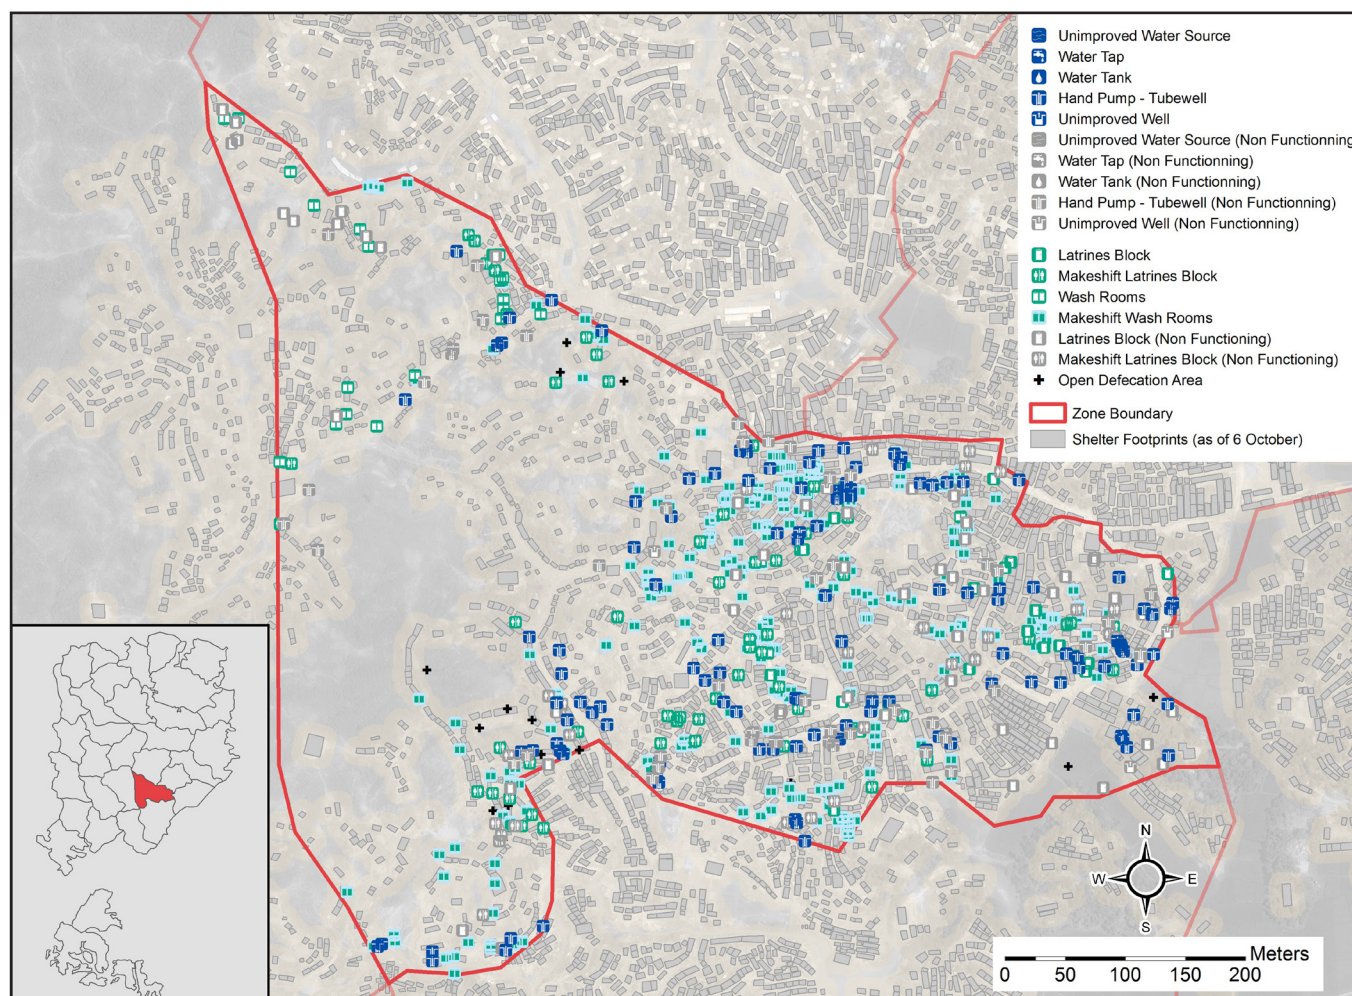 Unimproved Water Source
Water Tap
Water Tank
Hand Pump - Tubewell
Unimproved Well
Unimproved Water Source (Non Functionning
Water Tap (Non Functionning)
Water Tank (Non Functionning)
Hand Pump - Tubewell (Non Functionning)
Unimproved Well (Non Functionning)
Latrines Block
Makeshift Latrines Block
Wash Rooms
Makeshift Wash Rooms
Latrines Block (Non Functioning)
Makeshift Latrines Block (Non Functioning)
Open Defecation Area
Zone Boundary
Shelter Footprints (as of 6 October)
N
W E
S
Meters
0 50 100 150 200